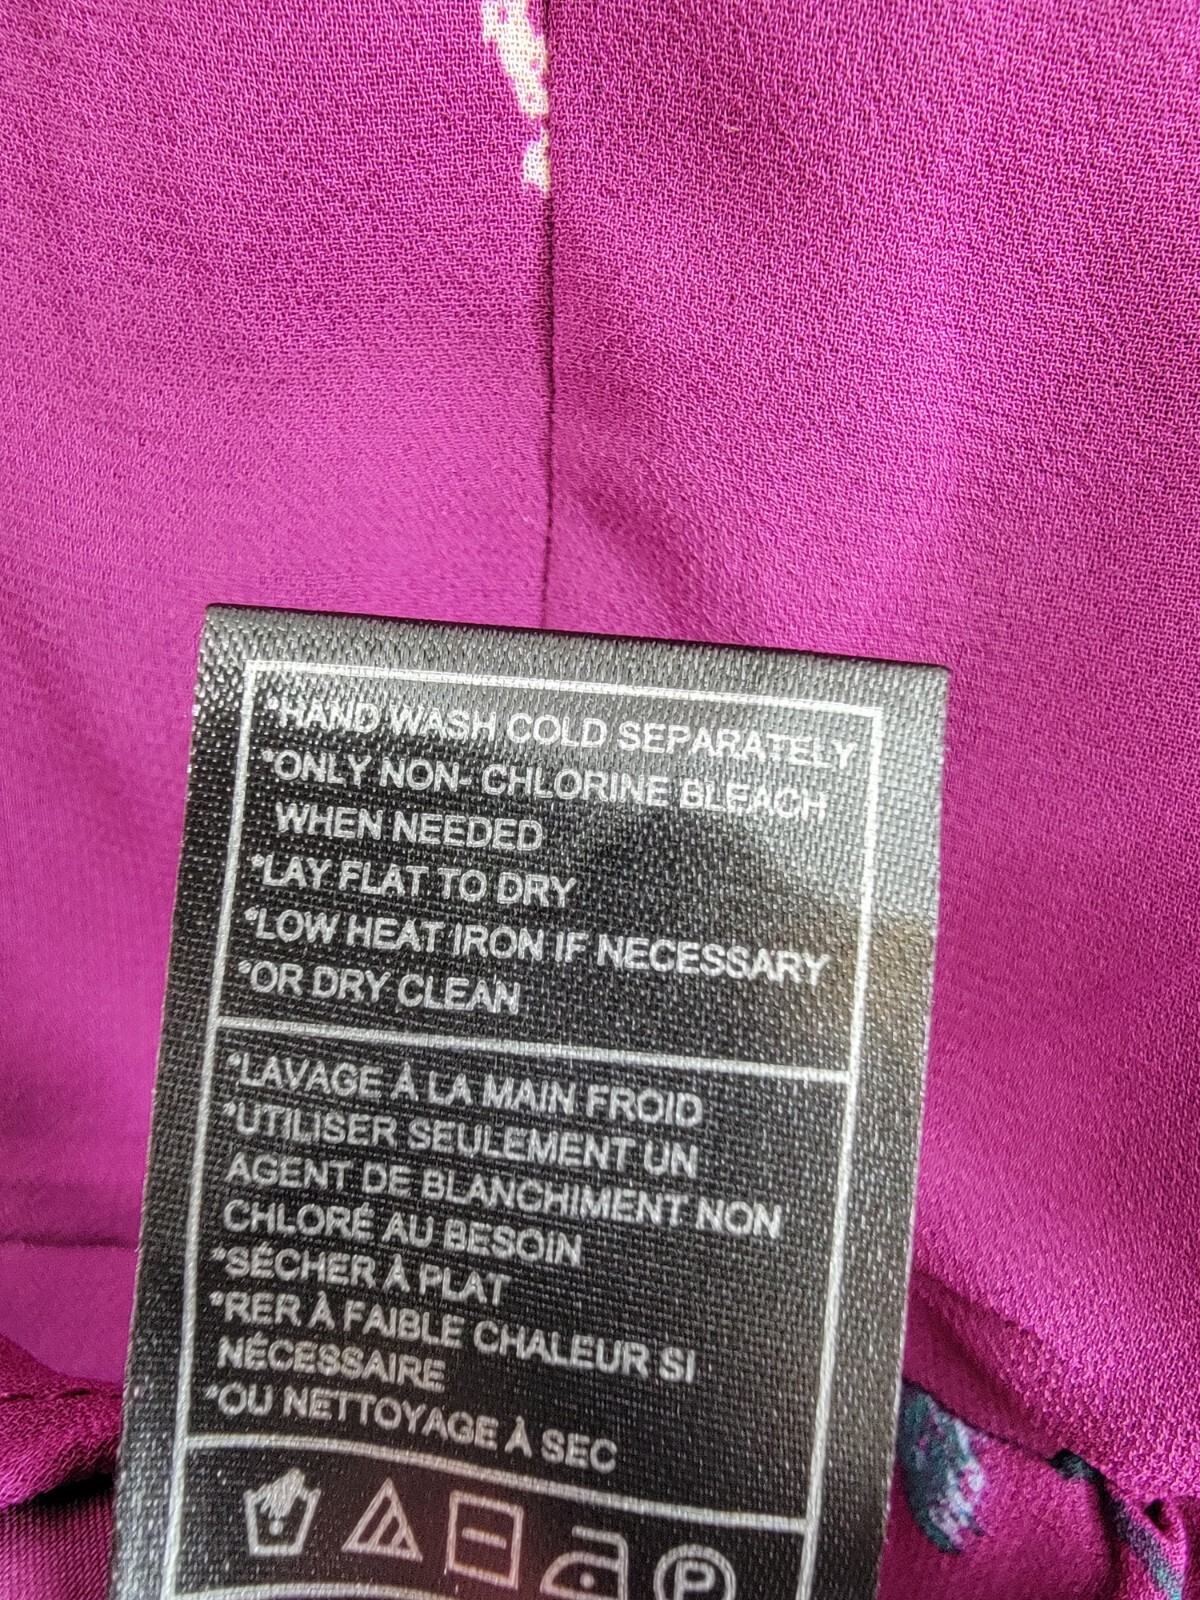 *HAND WASH COLD SEPARATELY
*ONLY NON- CHLORINE BLEACH
WHEN NEEDED
*LAY FLAT TO DRY
*LOW HEAT IRON IF NECESSARY
*OR DRY CLEAN
*LAVAGE À LA MAIN FROID
*UTILISER SEULEMENT UN
AGENT DE BLANCHIMENT NON
CHLORÉ AU BESOIN
*SÉCHER À PLAT
*RER À FAIBLE CHALEUR SI
NÉCESSAIRE
*OU NETTOYAGE À SEC
P